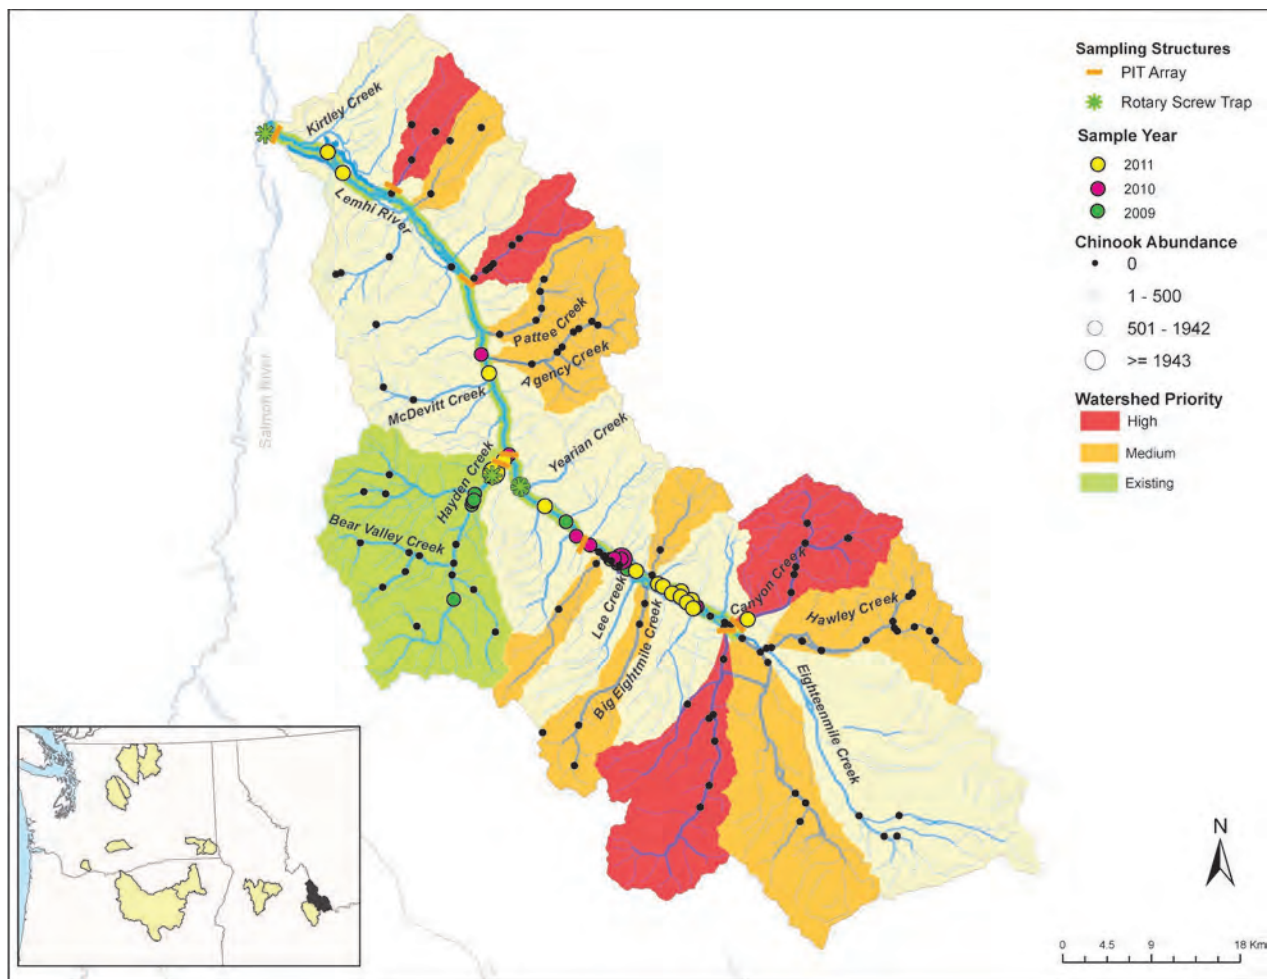 Kirtley Creek
Lemhi River
Pattee Creek
Agency Creek
McDevitt Creek
Salmon River
Yearian Creek
Hayden Creek
Bear Valley Creek
Lee Creek
Big Eightmile Creek
Canyon Creek
Hawley Creek
Eighteenmile Creek
Sampling Structures
PIT Array
Rotary Screw Trap
Sample Year
2011
2010
2009
Chinook Abundance
0
1 - 500
501 - 1942
>= 1943
Watershed Priority
High
Medium
Existing
N
0 4.5 9 18 Km